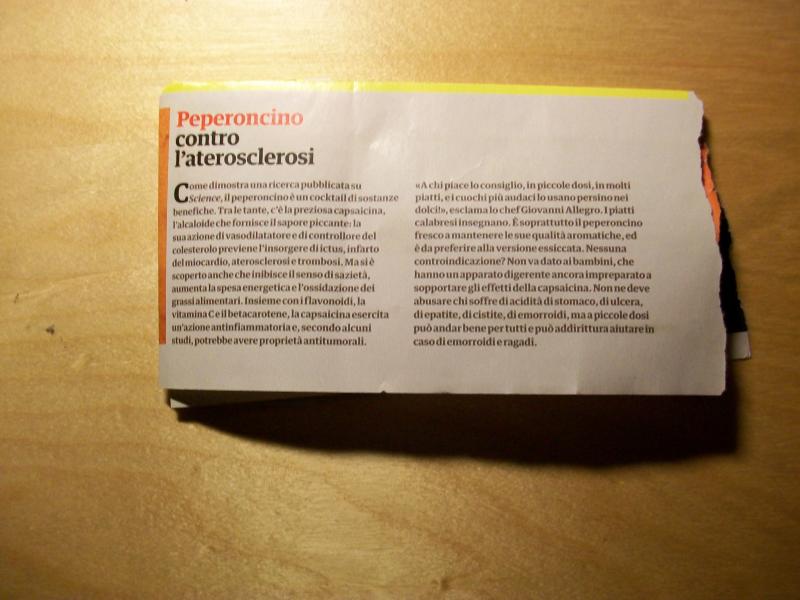 Peperoncino
contro
l'aterosclerosi
Come dimostra una ricerca pubblicata su
Science, il peperoncino è un cocktail di sostanze
benefiche. Tra le tante, c'è la preziosa capsaicina,
l'alcaloide che fornisce il sapore piccante: la
sua azione di vasodilatatore e di controllore del
colesterolo previene l'insorgere di ictus, infarto
del miocardio, aterosclerosi e trombosi. Ma si è
scoperto anche che inibisce il senso di sazietà,
aumenta la spesa energetica e l'ossidazione dei
grassi alimentari. Insieme con i flavonoidi, la
vitamina C e il betacarotene, la capsaicina esercita
un'azione antinfiammatoria e, secondo alcuni
studi, potrebbe avere proprietà antitumorali.
«A chi piace lo consiglio, in piccole dosi, in molti
piatti, e i cuochi più audaci lo usano persino nei
dolci!», esclama lo chef Giovanni Allegro. I piatti
calabresi insegnano. È soprattutto il peperoncino
fresco a mantenere le sue qualità aromatiche, ed
è da preferire alla versione essiccata. Nessuna
controindicazione? Non va dato ai bambini, che
hanno un apparato digerente ancora impreparato a
sopportare gli effetti della capsaicina. Non ne deve
abusare chi soffre di acidità di stomaco, di ulcera,
di epatite, di cistite, di emorroidi, ma a piccole dosi
può andar bene per tutti e può addirittura aiutare in
caso di emorroidi e ragadi.